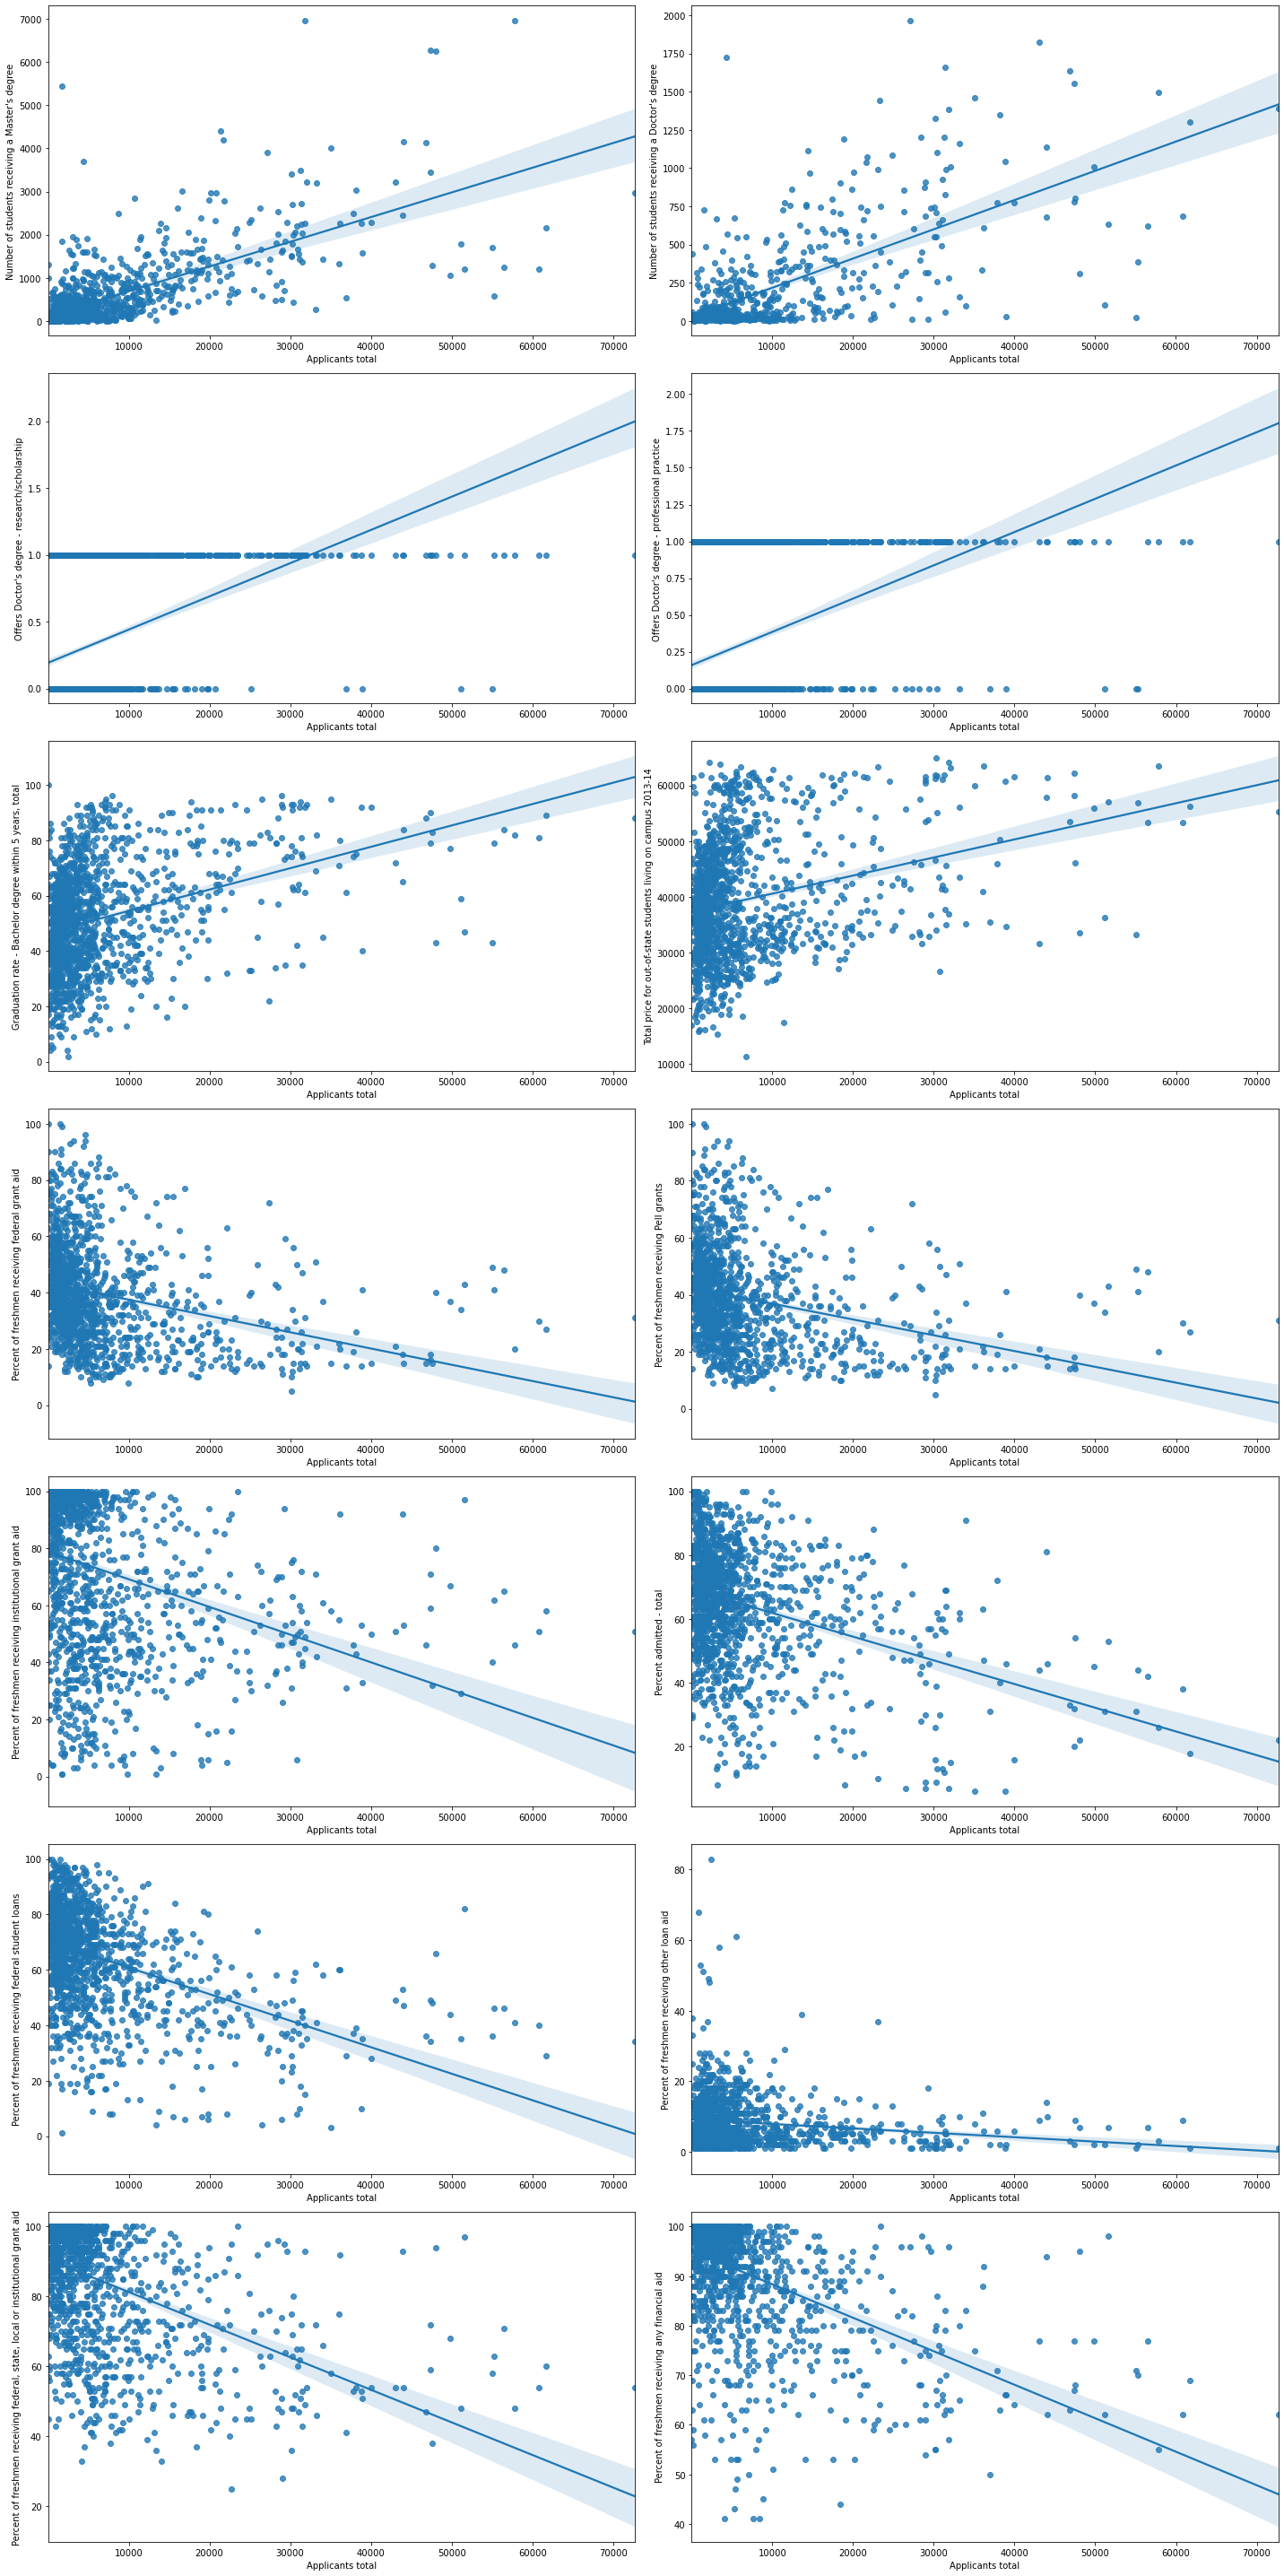 Number of students receiving a Master's degree
7000
6000
5000
4000
3000
2000
1000
0
10000 20000 30000 40000 50000 60000 70000
Applicants total
Number of students receiving a Doctor's degree
2000
1750
1500
1250
1000
750
500
250
0
10000 20000 30000 40000 50000 60000 70000
Applicants total
Offers Doctor's degree - research/scholarship
2.0
1.5
1.0
0.5
0.0
10000 20000 30000 40000 50000 60000 70000
Applicants total
Offers Doctor's degree - professional practice
2.00
1.75
1.50
1.25
1.00
0.75
0.50
0.25
0.00
10000 20000 30000 40000 50000 60000 70000
Applicants total
Graduation rate - Bachelor degree within 5 years, total
100
80
60
40
20
0
10000 20000 30000 40000 50000 60000 70000
Applicants total
Total price for out-of-state students living on campus 2013-14
60000
50000
40000
30000
20000
10000
10000 20000 30000 40000 50000 60000 70000
Applicants total
Percent of freshmen receiving federal grant aid
100
80
60
40
20
0
10000 20000 30000 40000 50000 60000 70000
Applicants total
Percent of freshmen receiving Pell grants
100
80
60
40
20
0
10000 20000 30000 40000 50000 60000 70000
Applicants total
Percent of freshmen receiving institutional grant aid
100
80
60
40
20
0
10000 20000 30000 40000 50000 60000 70000
Applicants total
Percent admitted - total
100
80
60
40
20
10000 20000 30000 40000 50000 60000 70000
Applicants total
Percent of freshmen receiving federal student loans
100
80
60
40
20
0
10000 20000 30000 40000 50000 60000 70000
Applicants total
Percent of freshmen receiving other loan aid
80
60
40
20
0
10000 20000 30000 40000 50000 60000 70000
Applicants total
Percent of freshmen receiving federal, state, local or institutional grant aid
100
80
60
40
20
10000 20000 30000 40000 50000 60000 70000
Applicants total
Percent of freshmen receiving any financial aid
100
90
80
70
60
50
40
10000 20000 30000 40000 50000 60000 70000
Applicants total